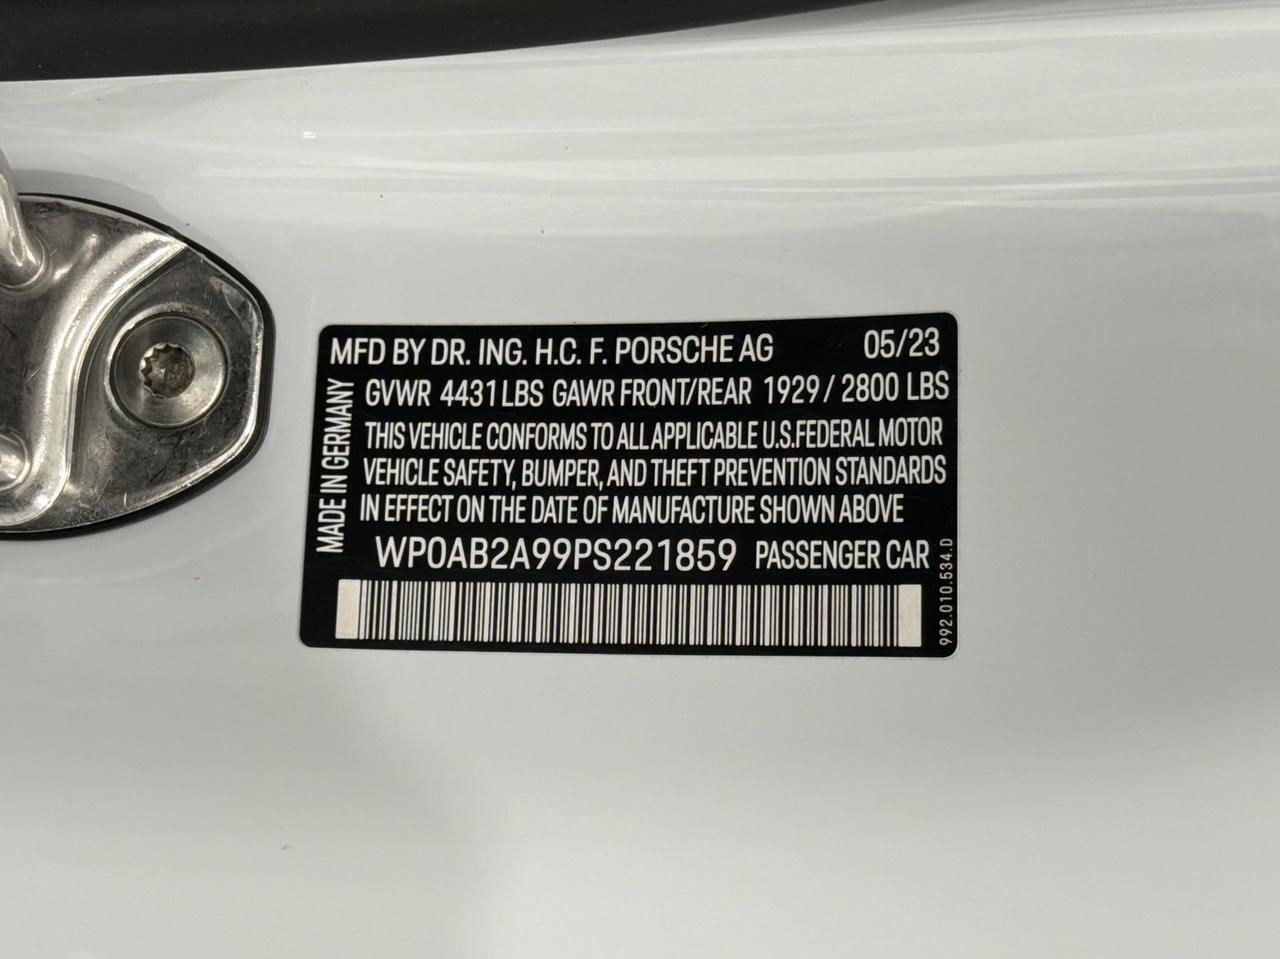 MFD BY DR. ING. H.C. F. PORSCHE AG 05/23
GVWR 4431 LBS GAWR FRONT/REAR 1929 / 2800 LBS
THIS VEHICLE CONFORMS TO ALL APPLICABLE U.S.FEDERAL MOTOR
VEHICLE SAFETY, BUMPER, AND THEFT PREVENTION STANDARDS
IN EFFECT ON THE DATE OF MANUFACTURE SHOWN ABOVE
WP0AB2A99PS221859 PASSENGER CAR
MADE IN GERMANY
992.010.534.D